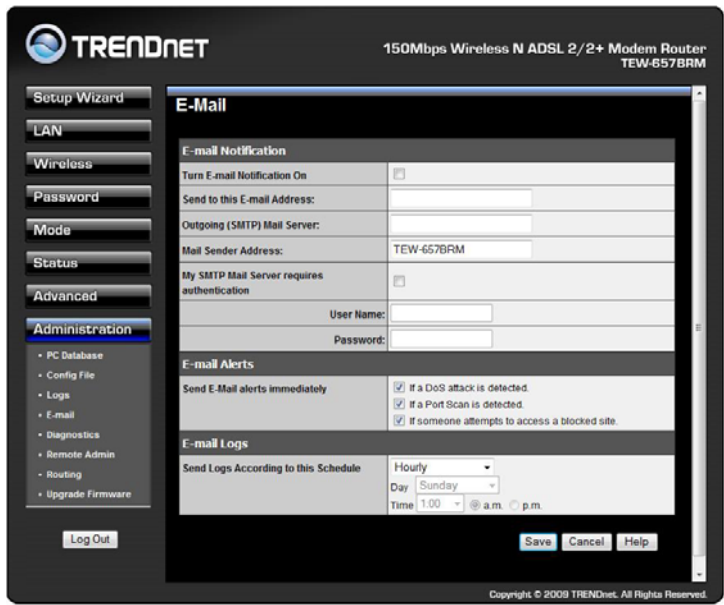 TRENDNET
150Mbps Wireless N ADSL 2/2+ Modem Router
TEW-657BRM
Setup Wizard
LAN
Wireless
Password
Mode
Status
Advanced
Administration
• PC Database
• Config File
• Logs
• E-mail
• Diagnostics
• Remote Admin
• Routing
• Upgrade Firmware
Log Out
E-Mail
E-mail Notification
Turn E-mail Notification On
Send to this E-mail Address:
Outgoing (SMTP) Mail Server:
Mail Sender Address: TEW-657BRM
My SMTP Mail Server requires
authentication
User Name:
Password:
E-mail Alerts
Send E-Mail alerts immediately
If a DoS attack is detected.
If a Port Scan is detected.
If someone attempts to access a blocked site.
E-mail Logs
Send Logs According to this Schedule
Hourly
Day Sunday
Time 1:00 a.m. p.m.
Save Cancel Help
Copyright © 2009 TRENDnet. All Rights Reserved.